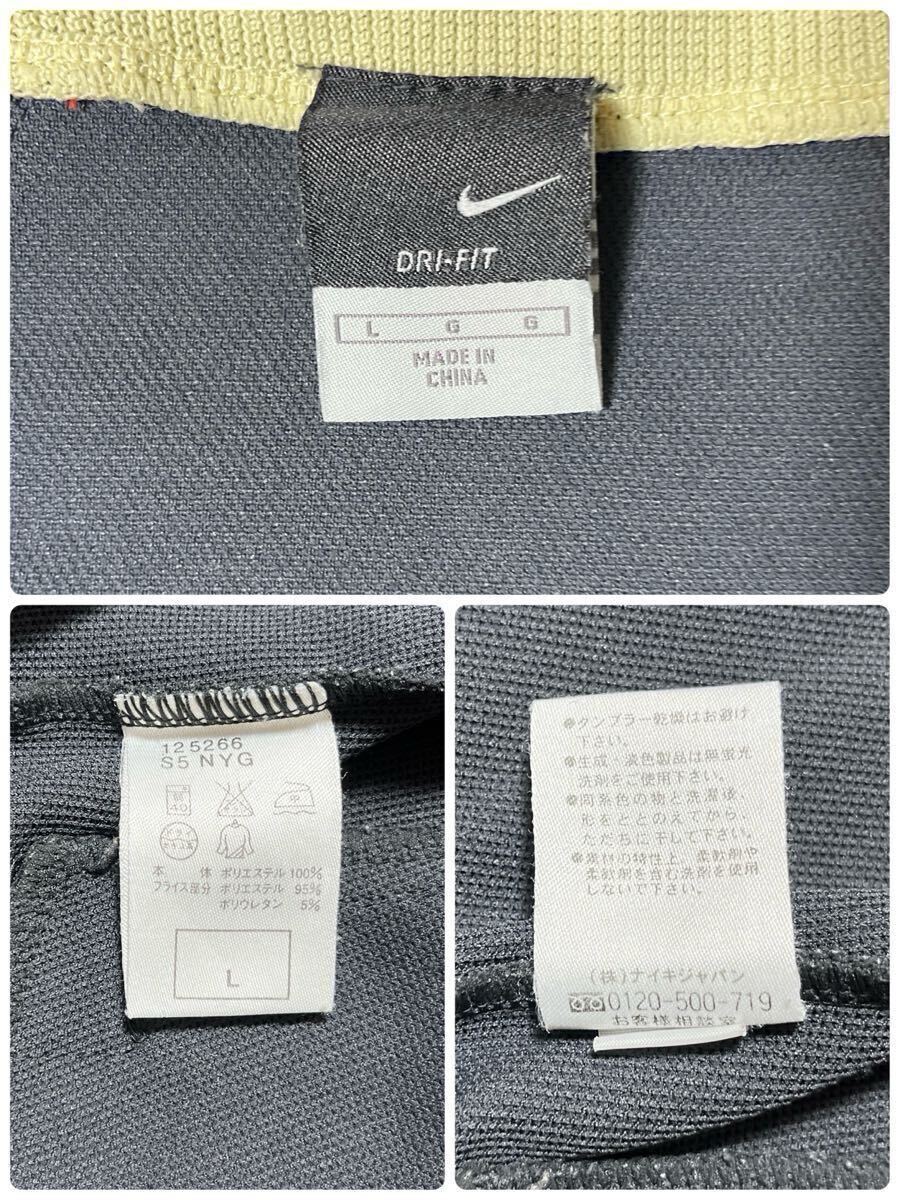 DRI-FIT
L G G
MADE IN
CHINA
125266
S5 NYG
40
中
ドライ
本 体 ポリエステル 100%
フライス部分 ポリエステル 95%
ポリウレタン 5%
L
●タンブラー乾燥はお避け
下さい。
●生成・淡色製品は無蛍光
洗剤をご使用下さい。
●同系色の物と洗濯後、
形をととのえてから、
ただちに干して下さい。
●素材の特性上、柔軟剤や
柔軟剤を含む洗剤を使用
しないで下さい。
(株)ナイキジャパン
0120-500-719
お客様相談室